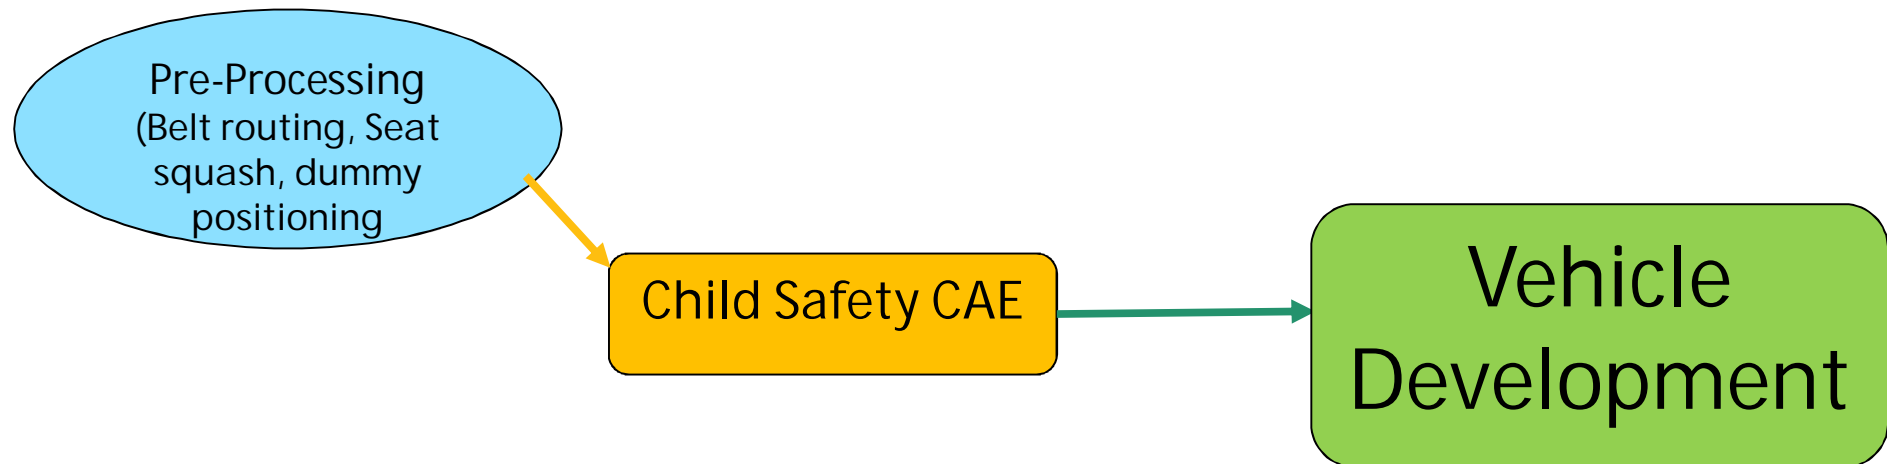 Pre-Processing
(Belt routing, Seat
squash, dummy
positioning
Child Safety CAE
Vehicle
Development